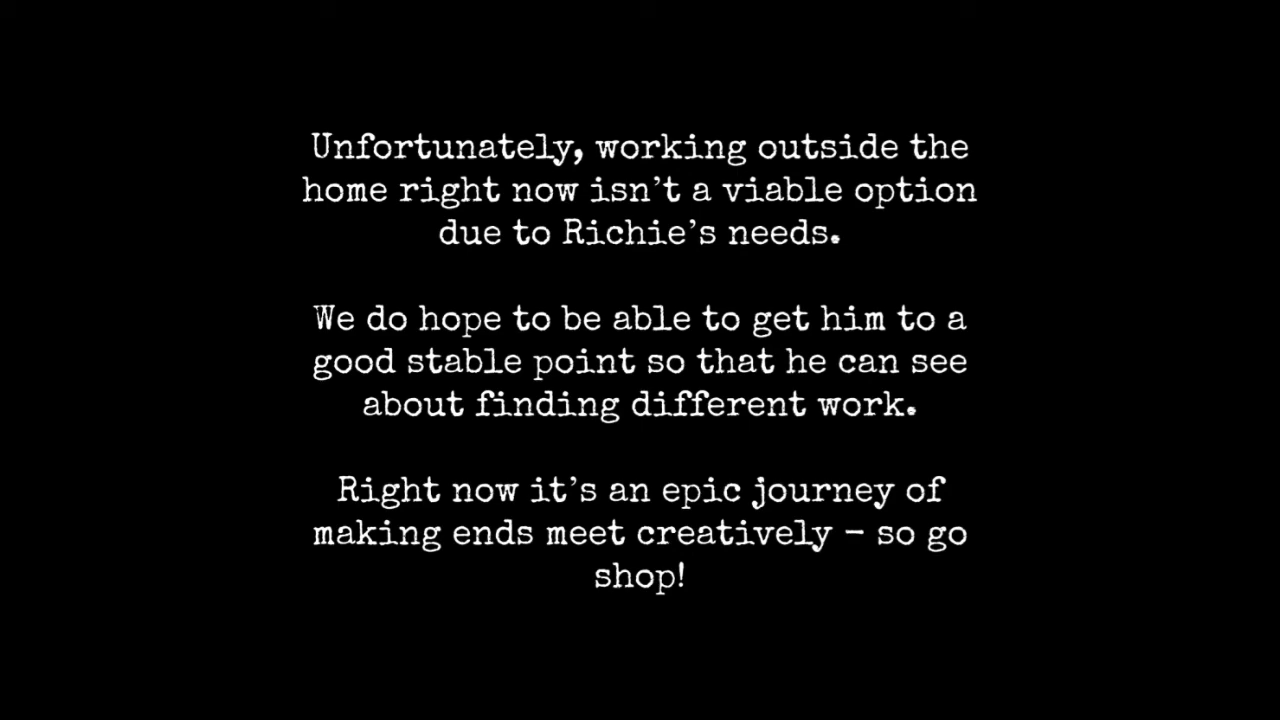 Unfortunately, working outside the
home right now isn’t a viable option
due to Richie’s needs.
We do hope to be able to get him to a
good stable point so that he can see
about finding different work.
Right now it’s an epic journey of
making ends meet creatively – so go
shop!